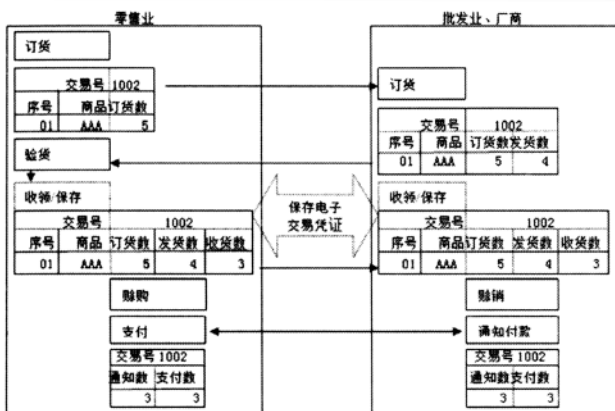 零售业
批发业、厂商
订货
交易号 1002
序号 商品 订货数
01 AAA 5
订货
交易号 1002
序号 商品 订货数 发货数
01 AAA 5 4
验货
收领/保存
交易号 1002
序号 商品 订货数 发货数 收货数
01 AAA 5 4 3
保存电子
交易凭证
收领/保存
交易号 1002
序号 商品 订货数 发货数 收货数
01 AAA 5 4 3
赊购
支付
交易号 1002
通知数 支付数
3 3
赊销
通知付款
交易号 1002
通知数 支付数
3 3